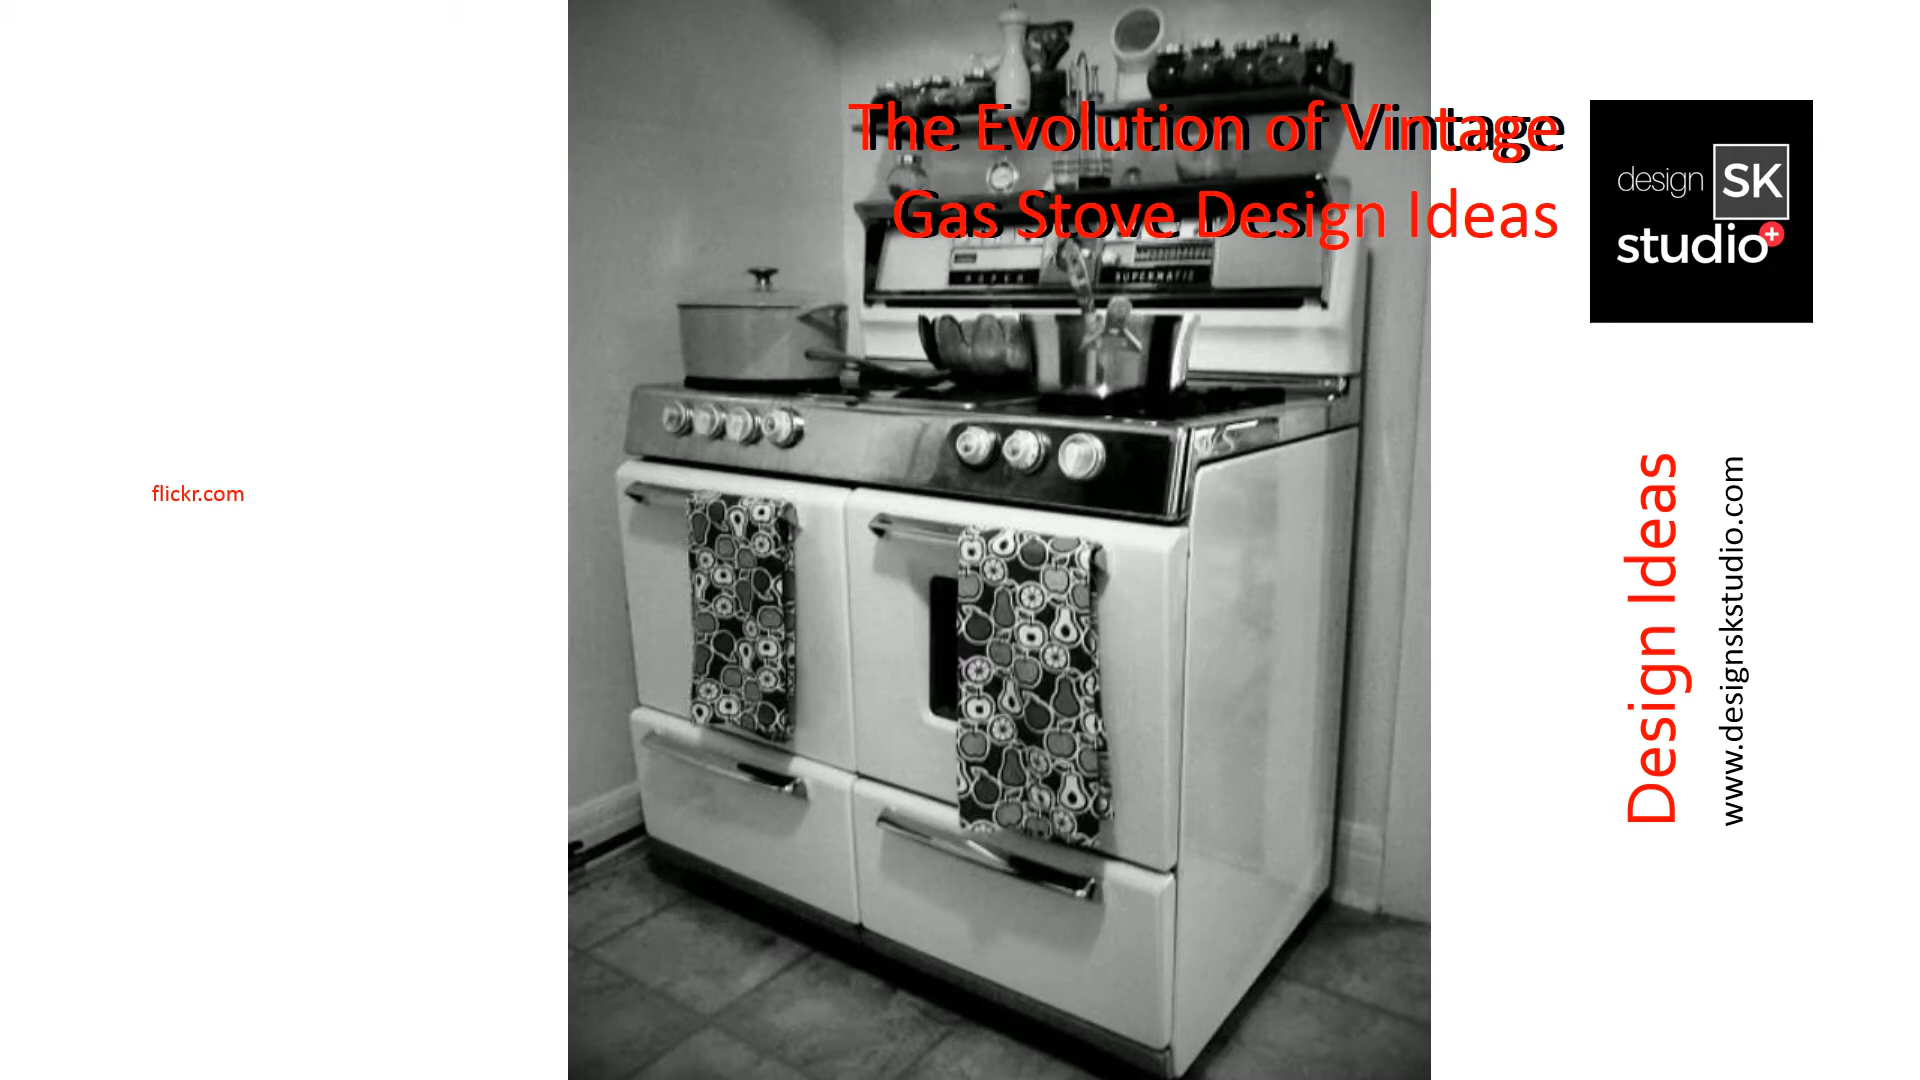 The Evolution of Vintage
Gas Stove Design Ideas
design SK
studio+
SUPERMATIC
flickr.com
Design Ideas
www.designskstudio.com